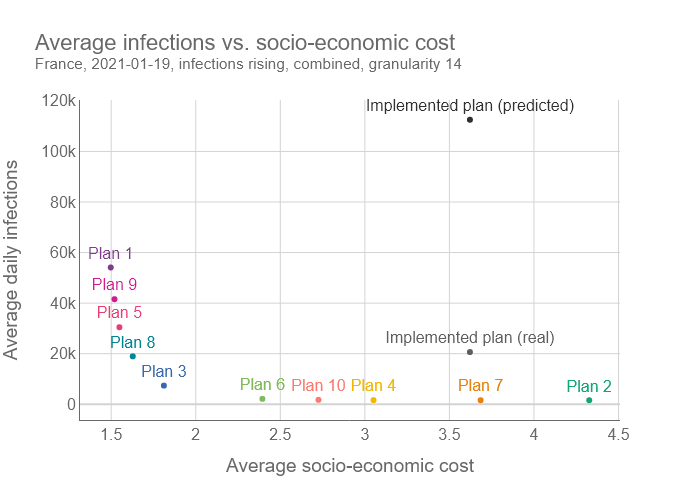 Average infections vs. socio-economic cost
France, 2021-01-19, infections rising, combined, granularity 14
120k
Implemented plan (predicted)
100k
80k
Plan 1
60k
Plan 9
Plan 5
40k
Implemented plan (real)
Plan 8
20k
Plan 3
Plan 6
Plan 10
Plan 4
Plan 7
Plan 2
0
1.5
2
2.5
3
3.5
4
4.5
Average socio-economic cost
Average daily infections